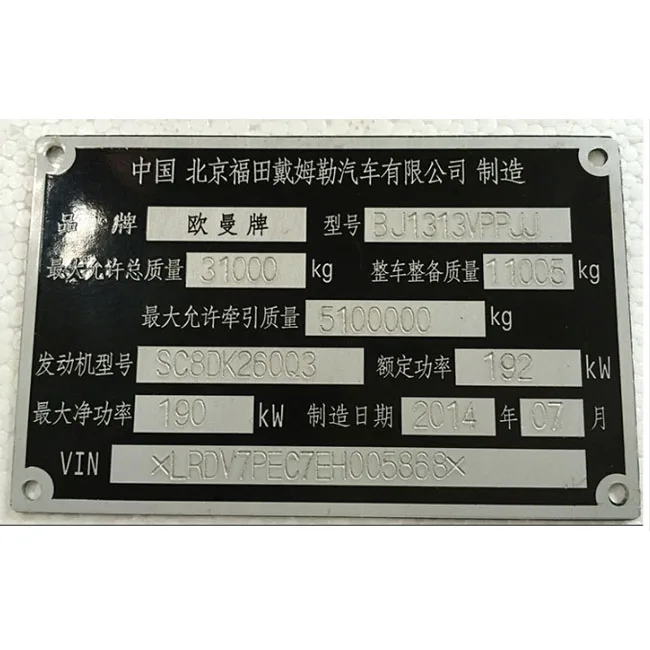 中国 北京福田戴姆勒汽车有限公司 制造
品 牌 欧曼牌 型号 BJ1313VPPJJ
最大允许总质量 31000 kg 整车整备质量 11005 kg
最大允许牵引质量 5100000 kg
发动机型号 SC8DK260Q3 额定功率 192 kW
最大净功率 190 kW 制造日期 2014 年 07 月
VIN ×LRDV7PEC7EH005868×